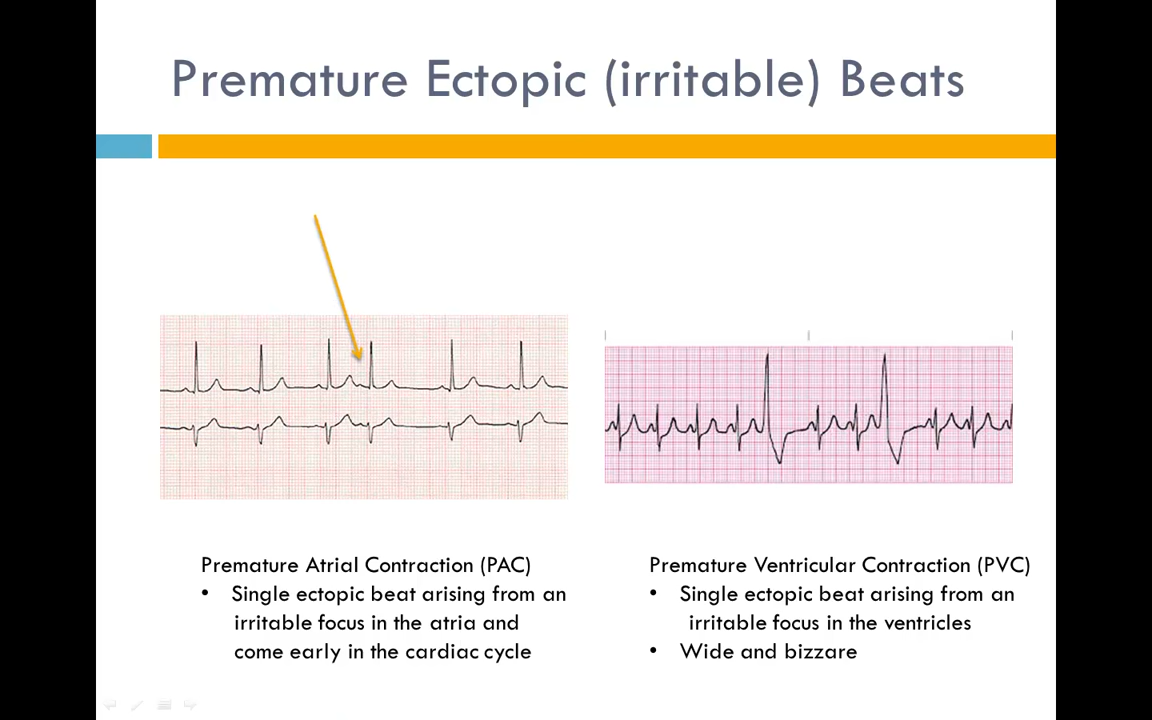 Premature Ectopic (irritable) Beats
Premature Atrial Contraction (PAC)
• Single ectopic beat arising from an
irritable focus in the atria and
come early in the cardiac cycle
Premature Ventricular Contraction (PVC)
• Single ectopic beat arising from an
irritable focus in the ventricles
• Wide and bizzare